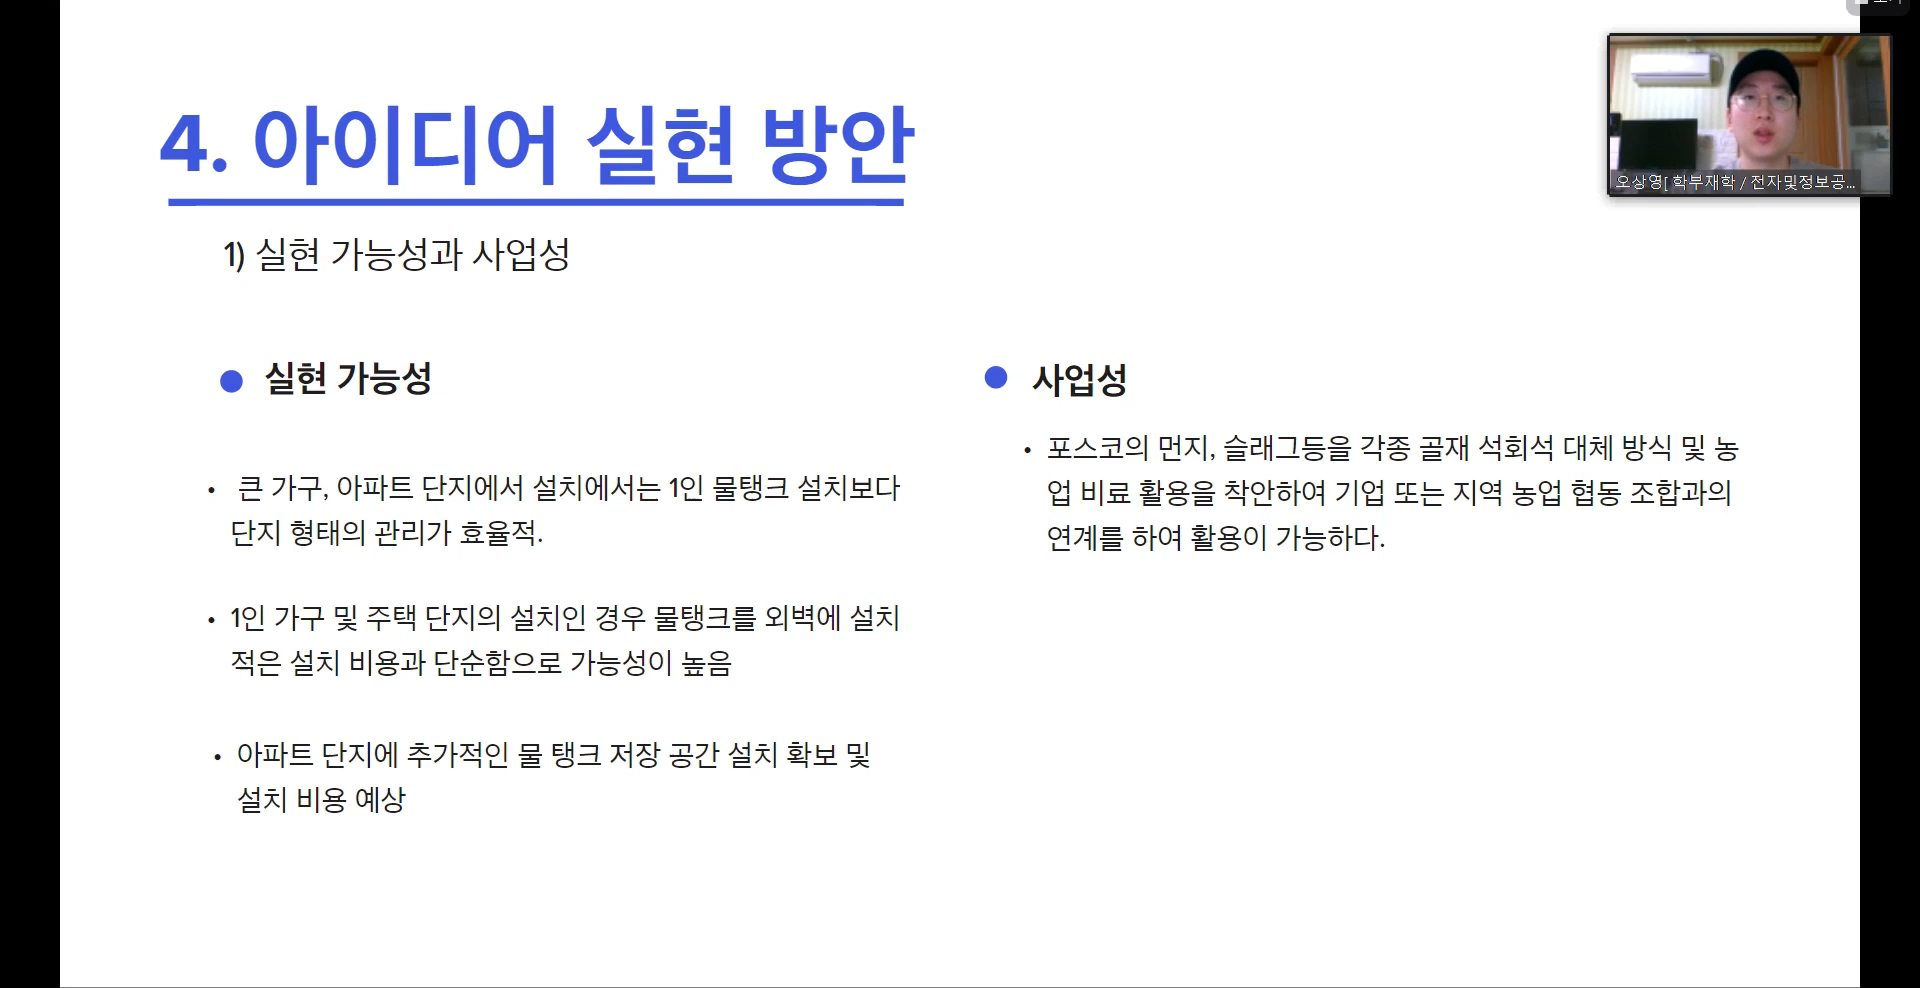 4. 아이디어 실현 방안
1) 실현 가능성과 사업성
실현 가능성
• 큰 가구, 아파트 단지에서 설치에서는 1인 물탱크 설치보다
단지 형태의 관리가 효율적.
• 1인 가구 및 주택 단지의 설치인 경우 물탱크를 외벽에 설치
적은 설치 비용과 단순함으로 가능성이 높음
• 아파트 단지에 추가적인 물 탱크 저장 공간 설치 확보 및
설치 비용 예상
사업성
• 포스코의 먼지, 슬래그등을 각종 골재 석회석 대체 방식 및 농
업 비료 활용을 착안하여 기업 또는 지역 농업 협동 조합과의
연계를 하여 활용이 가능하다.
오상영[ 학부재학 / 전자및정보공...